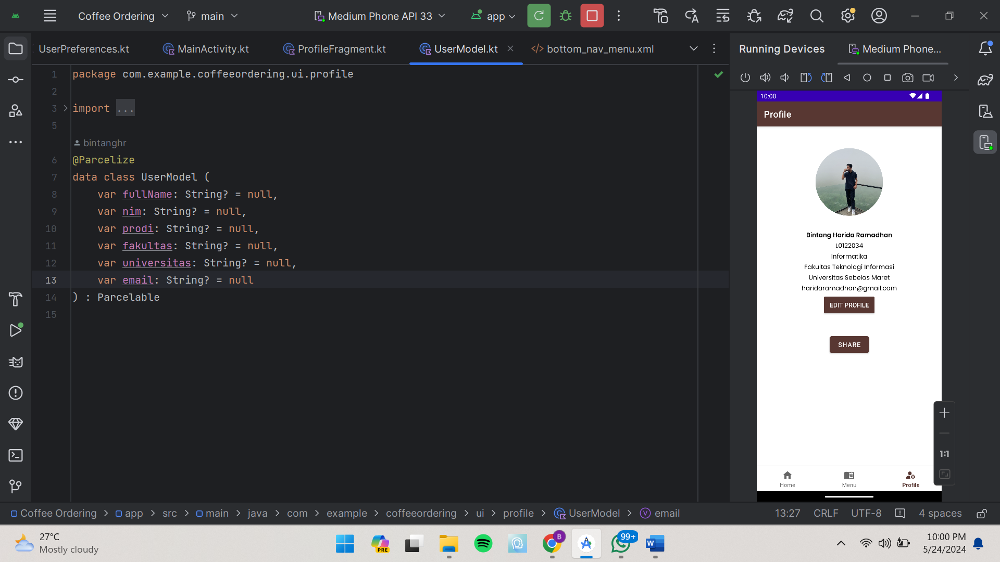 Coffee Ordering
main
Medium Phone API 33
app
UserPreferences.kt
MainActivity.kt
ProfileFragment.kt
UserModel.kt
bottom_nav_menu.xml
Running Devices
Medium Phone...
1 package com.example.coffeeordering.ui.profile
2
3 import ...
5
bintanghr
6 @Parcelize
7 data class UserModel (
8 var fullName: String? = null,
9 var nim: String? = null,
10 var prodi: String? = null,
11 var fakultas: String? = null,
12 var universitas: String? = null,
13 var email: String? = null
14 ) : Parcelable
15
10:00
Profile
Bintang Harida Ramadhan
L0122034
Informatika
Fakultas Teknologi Informasi
Universitas Sebelas Maret
haridaramadhan@gmail.com
EDIT PROFILE
SHARE
1:1
Home
Menu
Profile
Coffee Ordering > app > src > main > java > com > example > coffeeordering > ui > profile > UserModel > email
13:27
CRLF
UTF-8
4 spaces
27°C
Mostly cloudy
PRE
B
99+
W
10:00 PM
5/24/2024